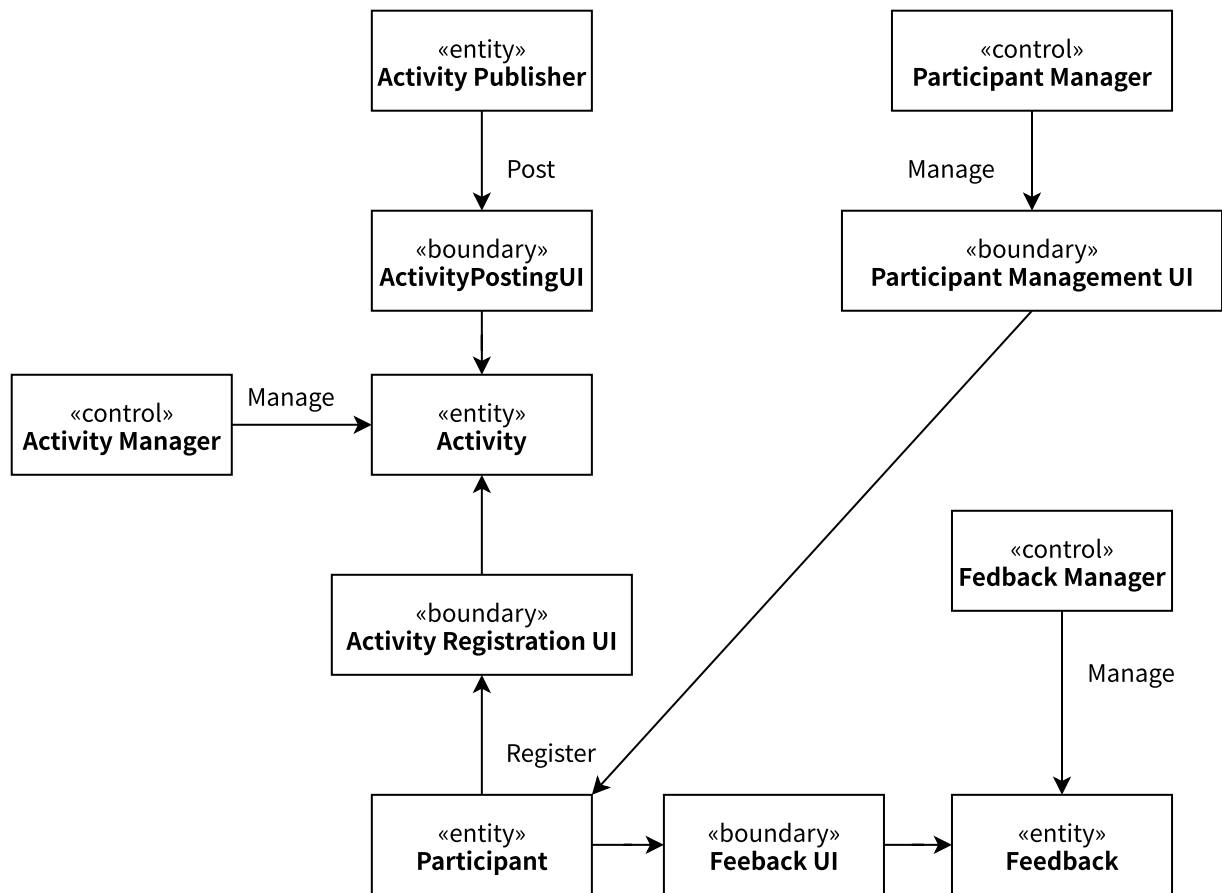 «entity»
Activity Publisher
«control»
Participant Manager
Post
Manage
«boundary»
ActivityPostingUI
«boundary»
Participant Management UI
«control»
Activity Manager
Manage
«entity»
Activity
«control»
Fedback Manager
«boundary»
Activity Registration UI
Manage
Register
«entity»
Participant
«boundary»
Feeback UI
«entity»
Feedback